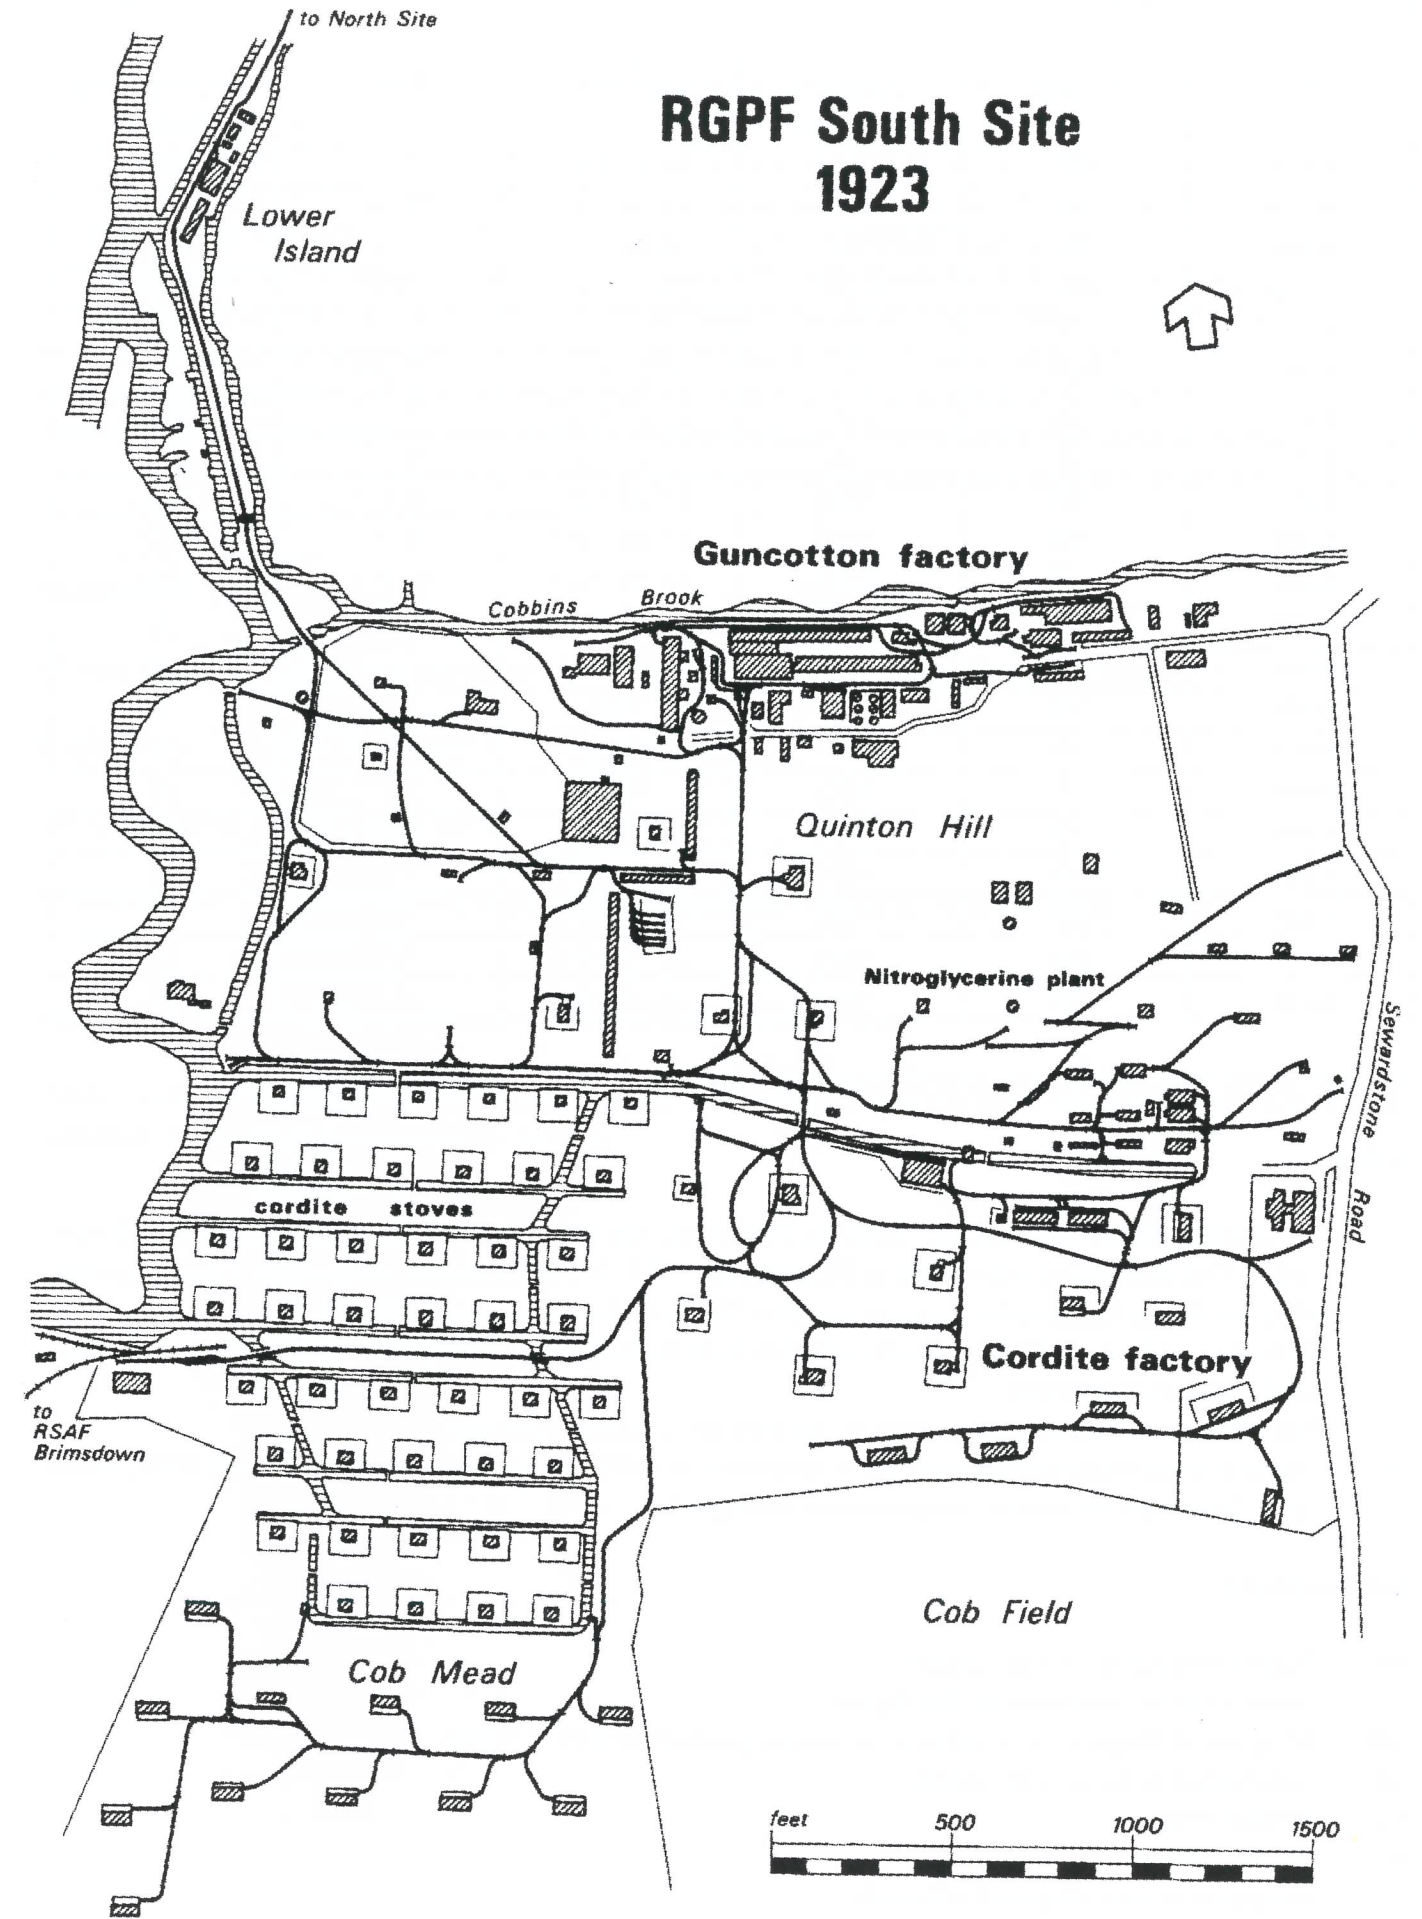 to North Site
RGPF South Site
1923
Lower
Island
Guncotton factory
Cobbins Brook
Quinton Hill
Nitroglycerine plant
Sewardstone Road
cordite stoves
Cordite factory
to
RSAF
Brimsdown
Cob Field
Cob Mead
feet 500 1000 1500